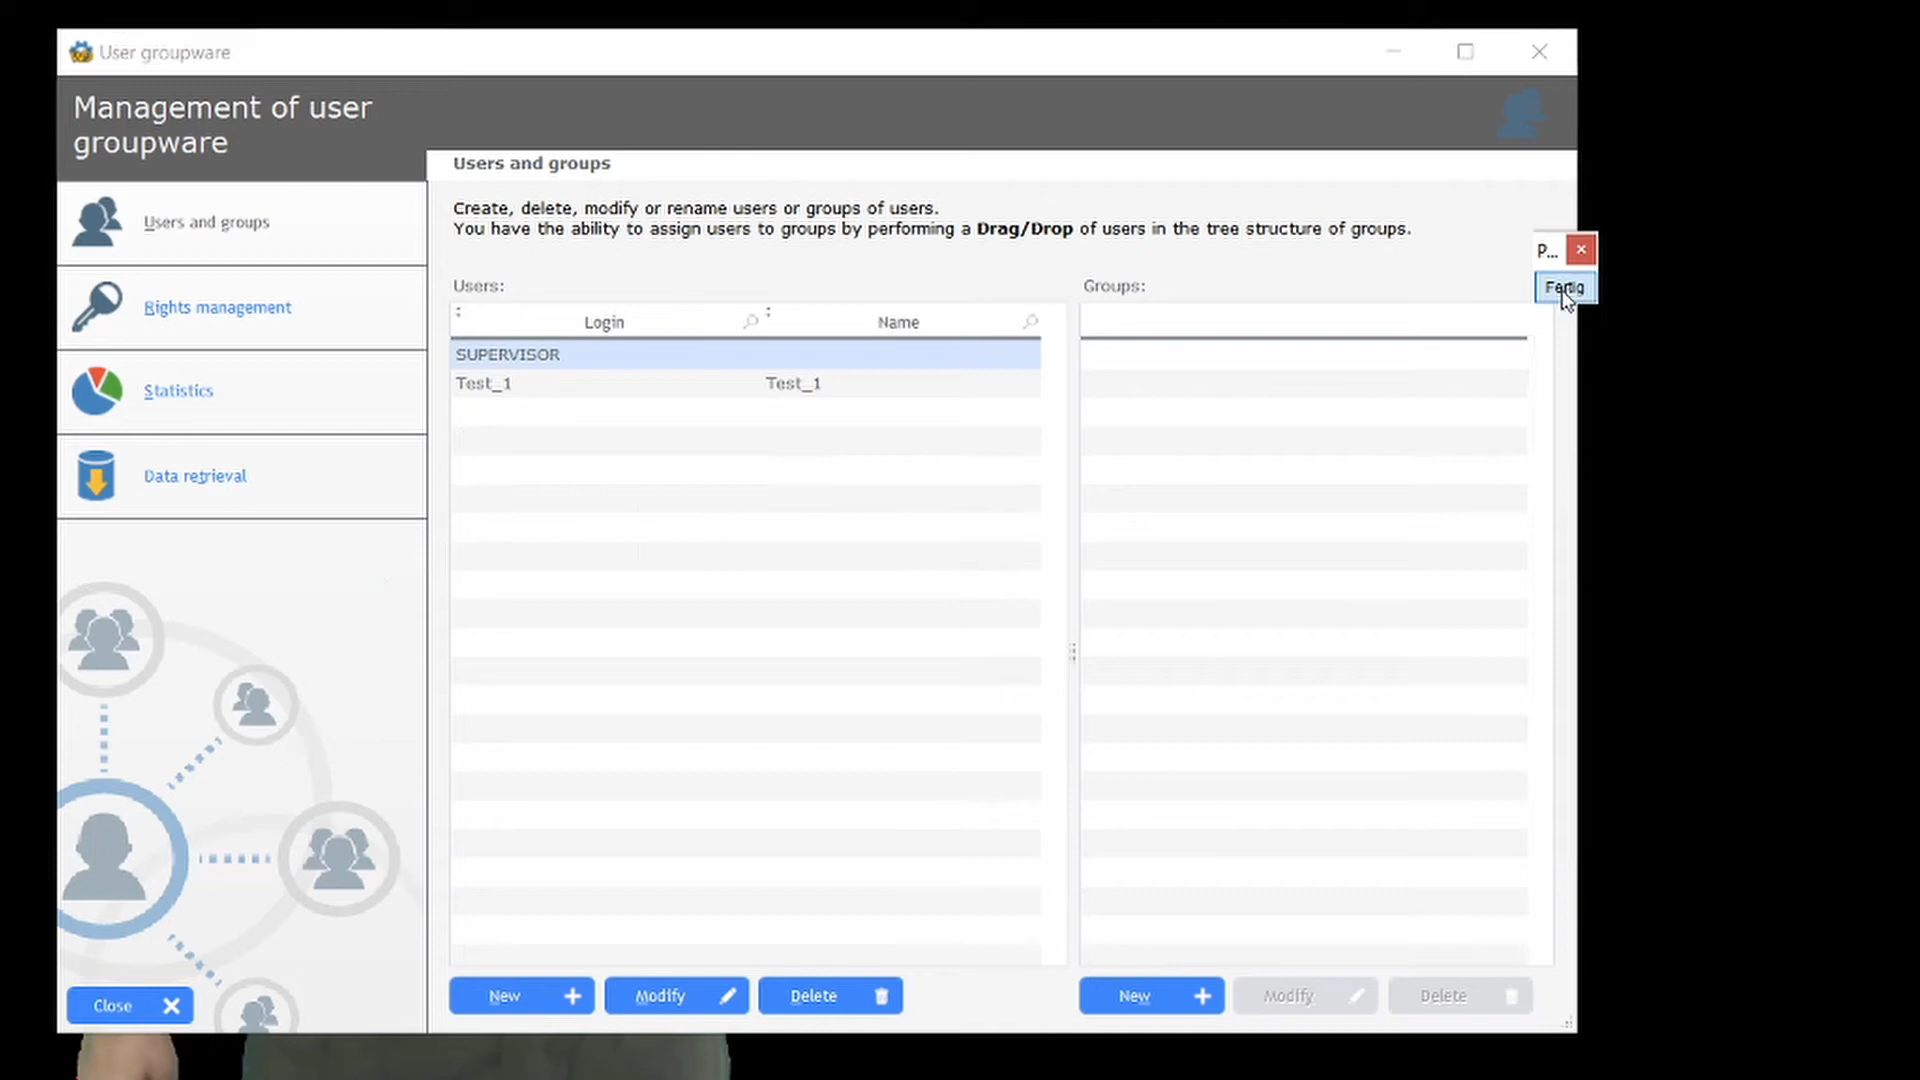 User groupware
Management of user
groupware
Users and groups
Rights management
Statistics
Data retrieval
Close
Users and groups
Create, delete, modify or rename users or groups of users.
You have the ability to assign users to groups by performing a Drag/Drop of users in the tree structure of groups.
Users:
Login Name
SUPERVISOR
Test_1 Test_1
New Modify Delete
Groups:
New Modify Delete
P...
Fertig